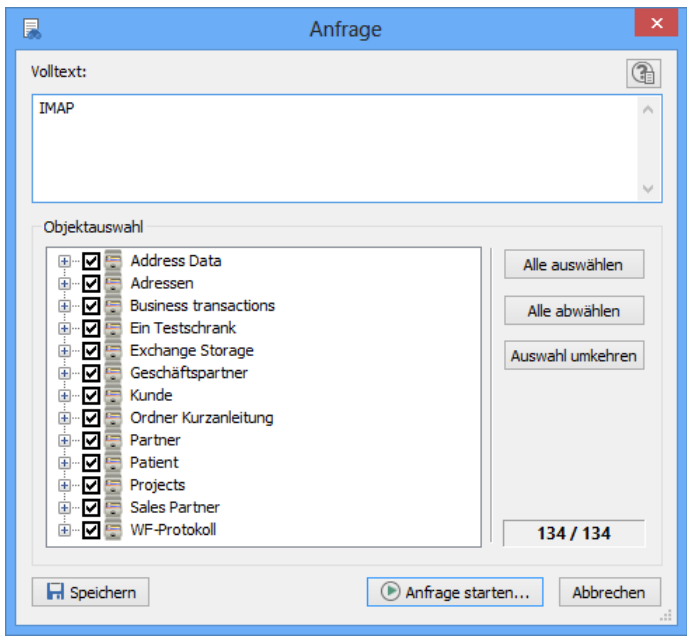 Anfrage
Volltext:
IMAP
Objektauswahl
Address Data
Adressen
Business transactions
Ein Testschrank
Exchange Storage
Geschäftspartner
Kunde
Ordner Kurzanleitung
Partner
Patient
Projects
Sales Partner
WF-Protokoll
Alle auswählen
Alle abwählen
Auswahl umkehren
134 / 134
Speichern
Anfrage starten...
Abbrechen